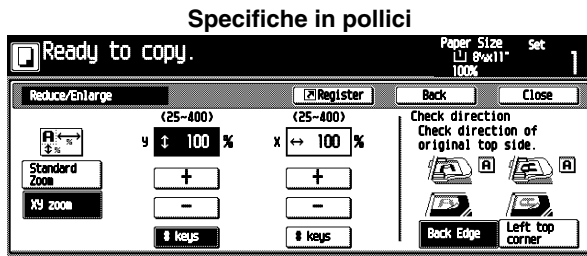 Specifiche in pollici
Ready to copy.
Paper Size
8½x11"
100%
Set
1
Reduce/Enlarge
Register
Back
Close
(25~400)
y 100 %
(25~400)
x 100 %
Standard
Zoom
XY zoom
+
+
−
−
# keys
# keys
Check direction
Check direction of
original top side.
Back Edge
Left top
corner